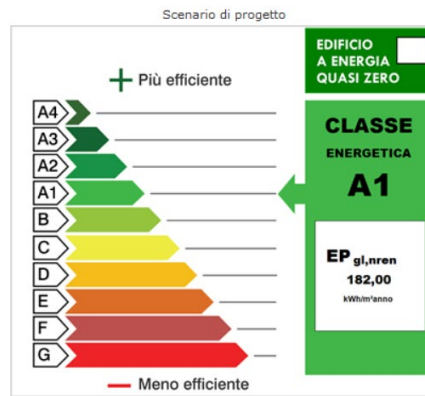 Scenario di progetto
EDIFICIO
A ENERGIA
QUASI ZERO
+ Più efficiente
A4
A3
A2
A1
B
C
D
E
F
G
— Meno efficiente
CLASSE
ENERGETICA
A1
EP gl,nren
182,00
kWh/m²anno